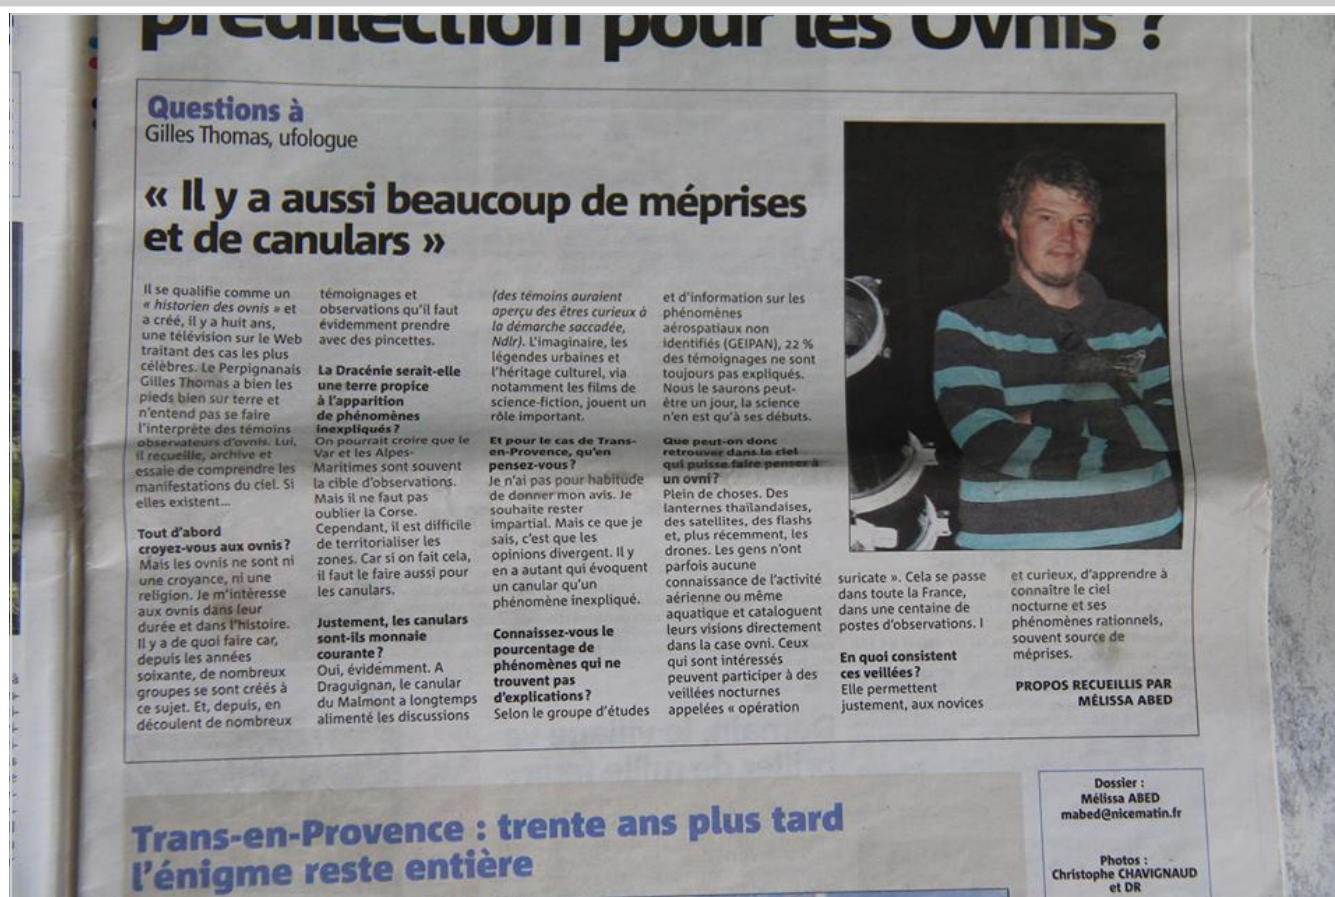 prédilection pour les Ovnis ?
Questions à
Gilles Thomas, ufologue
« Il y a aussi beaucoup de méprises
et de canulars »
Il se qualifie comme un
« historien des ovnis » et
a créé, il y a huit ans,
une télévision sur le Web
traitant des cas les plus
célèbres. Le Perpignanais
Gilles Thomas a bien les
pieds bien sur terre et
n'entend pas se faire
l'interprète des témoins
observateurs d'ovnis. Lui,
il recueille, archive et
essaie de comprendre les
manifestations du ciel. Si
elles existent...
Tout d'abord
croyez-vous aux ovnis ?
Mais les ovnis ne sont ni
une croyance, ni une
religion. Je m'intéresse
aux ovnis dans leur
durée et dans l'histoire.
Il y a de quoi faire car,
depuis les années
soixante, de nombreux
groupes se sont créés à
ce sujet. Et, depuis, en
découlent de nombreux
témoignages et
observations qu'il faut
évidemment prendre
avec des pincettes.
La Dracénie serait-elle
une terre propice
à l'apparition
de phénomènes
inexpliqués ?
On pourrait croire que le
Var et les Alpes-
Maritimes sont souvent
la cible d'observations.
Mais il ne faut pas
oublier la Corse.
Cependant, il est difficile
de territorialiser les
zones. Car si on fait cela,
il faut le faire aussi pour
les canulars.
Justement, les canulars
sont-ils monnaie
courante ?
Oui, évidemment. A
Draguignan, le canular
du Malmont a longtemps
alimenté les discussions
(des témoins auraient
aperçu des êtres curieux à
la démarche saccadée,
Ndlr). L'imaginaire, les
légendes urbaines et
l'héritage culturel, via
notamment les films de
science-fiction, jouent un
rôle important.
Et pour le cas de Trans-
en-Provence, qu'en
pensez-vous ?
Je n'ai pas pour habitude
de donner mon avis. Je
souhaite rester
impartial. Mais ce que je
sais, c'est que les
opinions divergent. Il y
en a autant qui évoquent
un canular qu'un
phénomène inexpliqué.
Connaissez-vous le
pourcentage de
phénomènes qui ne
trouvent pas
d'explications ?
Selon le groupe d'études
et d'information sur les
phénomènes
aérospatiaux non
identifiés (GEIPAN), 22 %
des témoignages ne sont
toujours pas expliqués.
Nous le saurons peut-
être un jour, la science
n'en est qu'à ses débuts.
Que peut-on donc
retrouver dans le ciel
qui puisse faire penser à
un ovni ?
Plein de choses. Des
lanternes thaïlandaises,
des satellites, des flashs
et, plus récemment, les
drones. Les gens n'ont
parfois aucune
connaissance de l'activité
aérienne ou même
aquatique et cataloguent
leurs visions directement
dans la case ovni. Ceux
qui sont intéressés
peuvent participer à des
veillées nocturnes
appelées « opération
suricate ». Cela se passe
dans toute la France,
dans une centaine de
postes d'observations. I
En quoi consistent
ces veillées ?
Elle permettent
justement, aux novices
et curieux, d'apprendre à
connaître le ciel
nocturne et ses
phénomènes rationnels,
souvent source de
méprises.
PROPOS RECUEILLIS PAR
MÉLISSA ABED
Trans-en-Provence : trente ans plus tard
l'énigme reste entière
Dossier :
Mélissa ABED
mabed@nicematin.fr
Photos :
Christophe CHAVIGNAUD
et DR